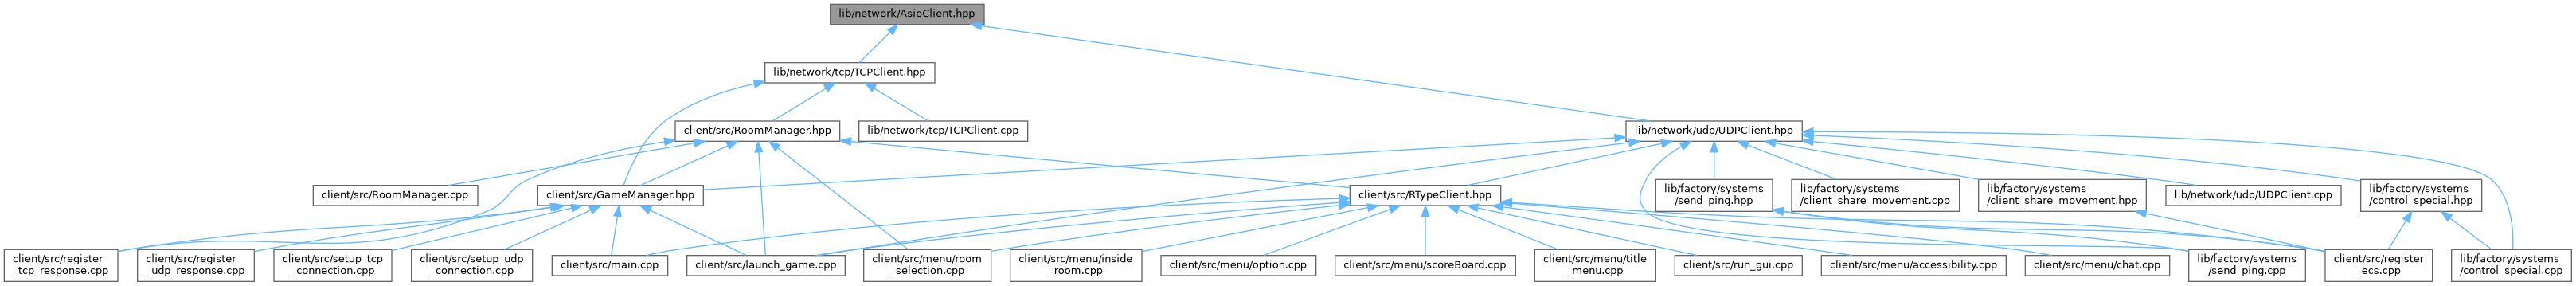 lib/network/AsioClient.hpp
lib/network/tcp/TCPClient.hpp
client/src/RoomManager.hpp
lib/network/tcp/TCPClient.cpp
lib/network/udp/UDPClient.hpp
client/src/RoomManager.cpp
client/src/GameManager.hpp
client/src/RTypeClient.hpp
lib/factory/systems
/send_ping.hpp
lib/factory/systems
/client_share_movement.cpp
lib/factory/systems
/client_share_movement.hpp
lib/network/udp/UDPClient.cpp
lib/factory/systems
/control_special.hpp
client/src/register
_tcp_response.cpp
client/src/register
_udp_response.cpp
client/src/setup_tcp
_connection.cpp
client/src/setup_udp
_connection.cpp
client/src/main.cpp
client/src/launch_game.cpp
client/src/menu/room
_selection.cpp
client/src/menu/inside
_room.cpp
client/src/menu/option.cpp
client/src/menu/scoreBoard.cpp
client/src/menu/title
_menu.cpp
client/src/run_gui.cpp
client/src/menu/accessibility.cpp
client/src/menu/chat.cpp
lib/factory/systems
/send_ping.cpp
client/src/register
_ecs.cpp
lib/factory/systems
/control_special.cpp